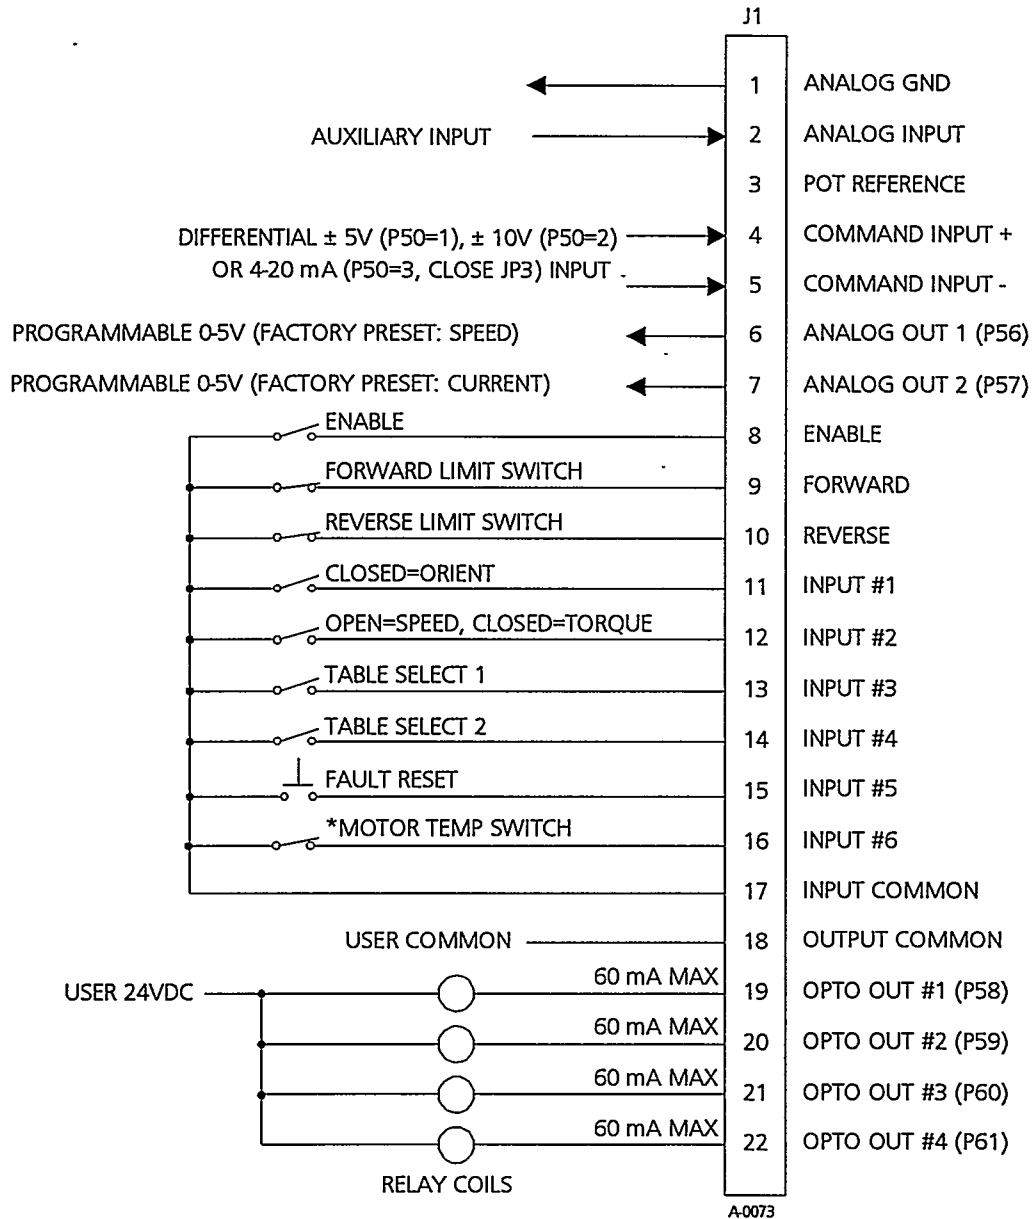 J1
1 ANALOG GND
AUXILIARY INPUT 2 ANALOG INPUT
3 POT REFERENCE
DIFFERENTIAL ± 5V (P50=1), ± 10V (P50=2) 4 COMMAND INPUT +
OR 4-20 mA (P50=3, CLOSE JP3) INPUT 5 COMMAND INPUT -
PROGRAMMABLE 0-5V (FACTORY PRESET: SPEED) 6 ANALOG OUT 1 (P56)
PROGRAMMABLE 0-5V (FACTORY PRESET: CURRENT) 7 ANALOG OUT 2 (P57)
ENABLE 8 ENABLE
FORWARD LIMIT SWITCH 9 FORWARD
REVERSE LIMIT SWITCH 10 REVERSE
CLOSED=ORIENT 11 INPUT #1
OPEN=SPEED, CLOSED=TORQUE 12 INPUT #2
TABLE SELECT 1 13 INPUT #3
TABLE SELECT 2 14 INPUT #4
FAULT RESET 15 INPUT #5
*MOTOR TEMP SWITCH 16 INPUT #6
17 INPUT COMMON
USER COMMON 18 OUTPUT COMMON
USER 24VDC 60 mA MAX 19 OPTO OUT #1 (P58)
60 mA MAX 20 OPTO OUT #2 (P59)
60 mA MAX 21 OPTO OUT #3 (P60)
60 mA MAX 22 OPTO OUT #4 (P61)
RELAY COILS
A-0073